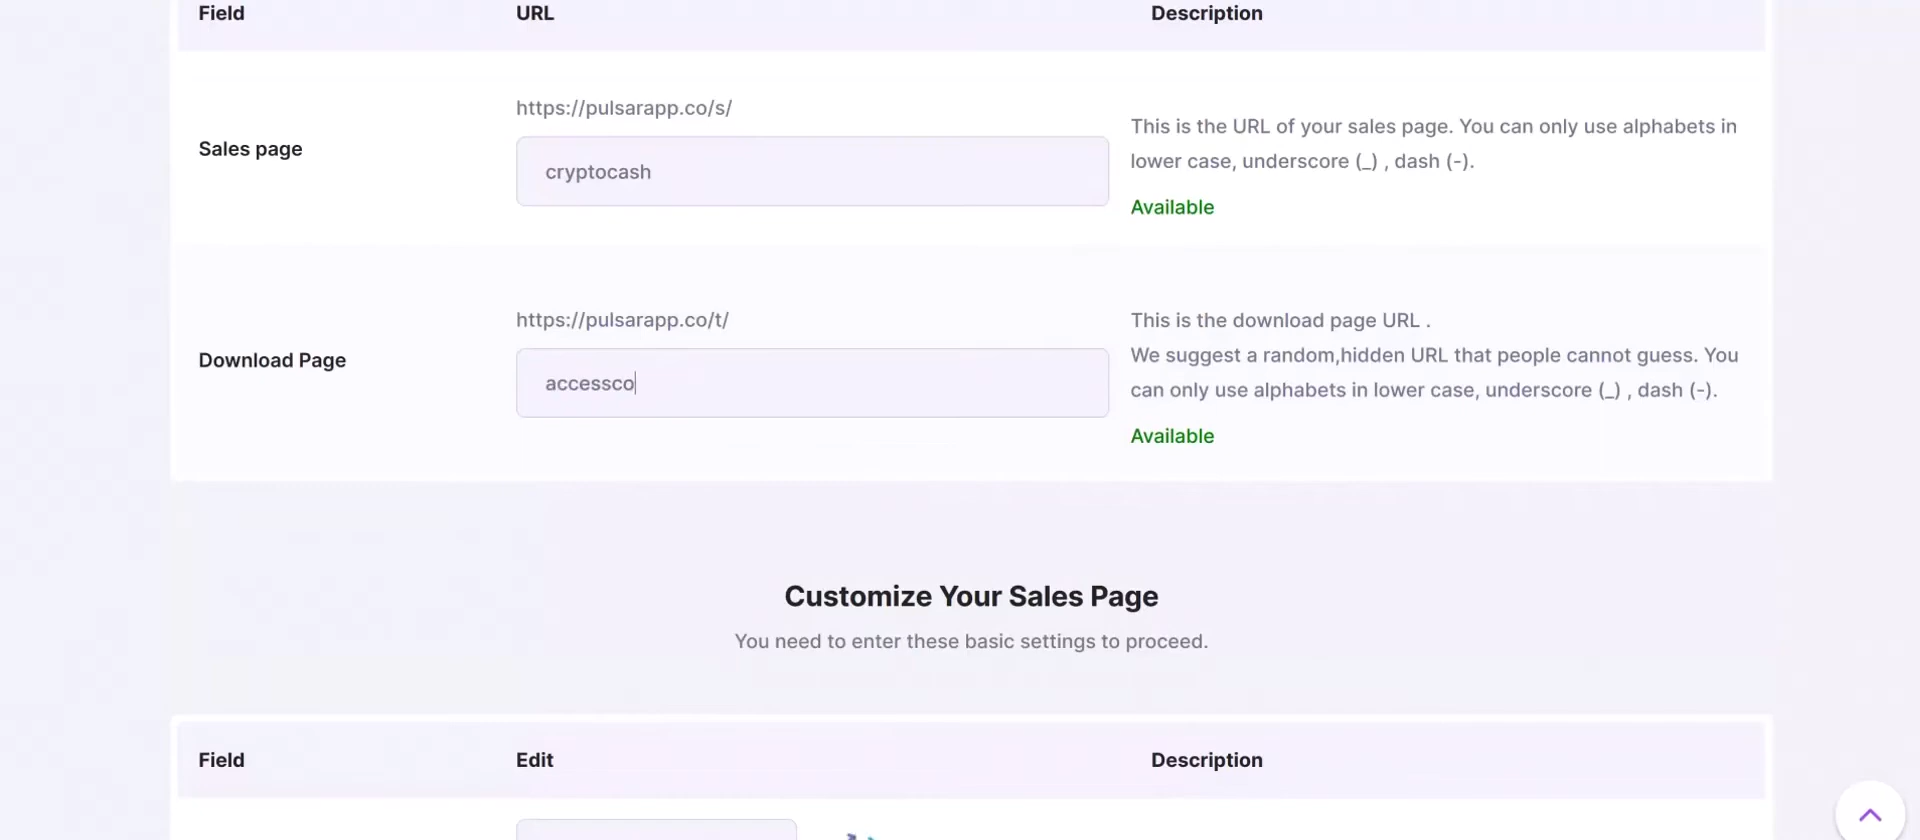 Field URL Description
https://pulsarapp.co/s/
This is the URL of your sales page. You can only use alphabets in
Sales page
cryptocash
lower case, underscore (_) , dash (-).
Available
https://pulsarapp.co/t/
This is the download page URL .
Download Page
We suggest a random,hidden URL that people cannot guess. You
accessco
can only use alphabets in lower case, underscore (_) , dash (-).
Available
Customize Your Sales Page
You need to enter these basic settings to proceed.
Field Edit Description